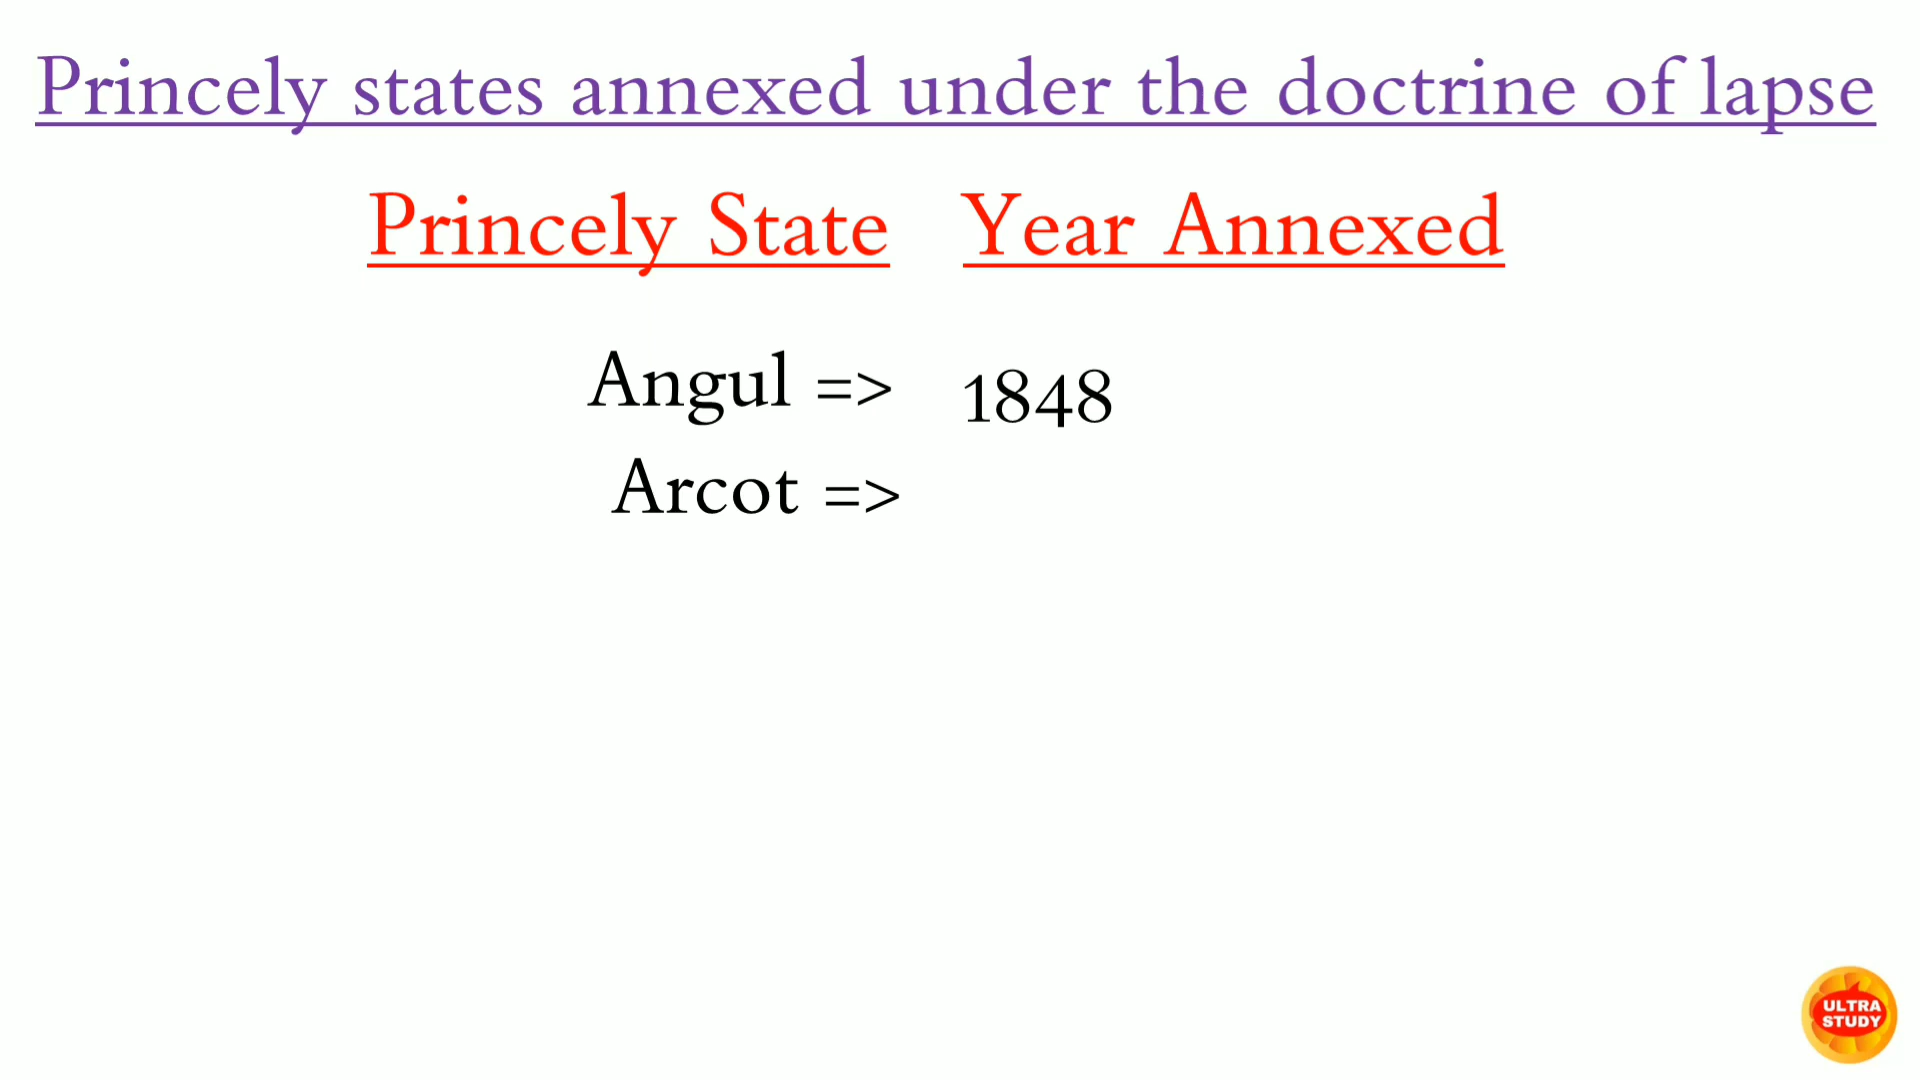 Princely states annexed under the doctrine of lapse
Princely State Year Annexed
Angul => 1848
Arcot =>
ULTRA
STUDY